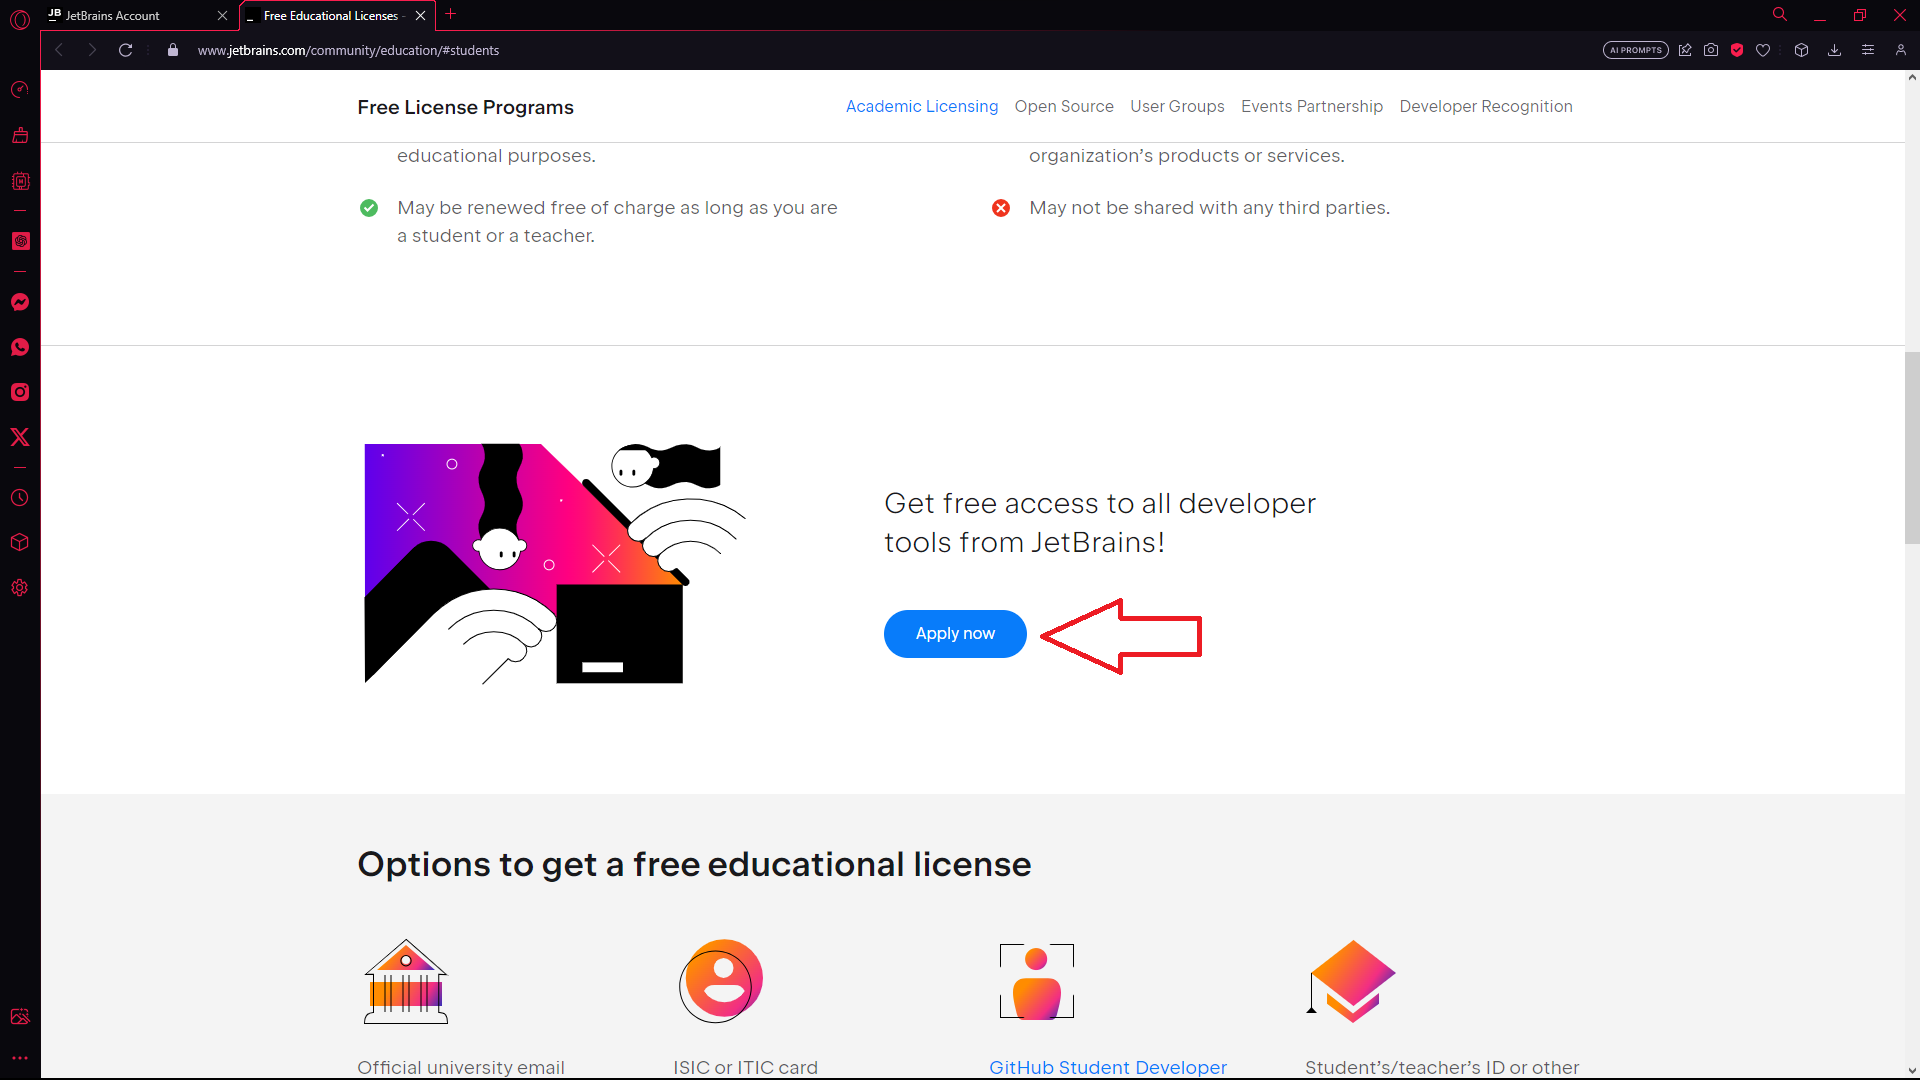 JB JetBrains Account
Free Educational Licenses -
www.jetbrains.com/community/education/#students
AI PROMPTS
Free License Programs
Academic Licensing Open Source User Groups Events Partnership Developer Recognition
educational purposes.
organization's products or services.
May be renewed free of charge as long as you are
a student or a teacher.
May not be shared with any third parties.
Get free access to all developer
tools from JetBrains!
Apply now
Options to get a free educational license
Official university email
ISIC or ITIC card
GitHub Student Developer
Student's/teacher's ID or other